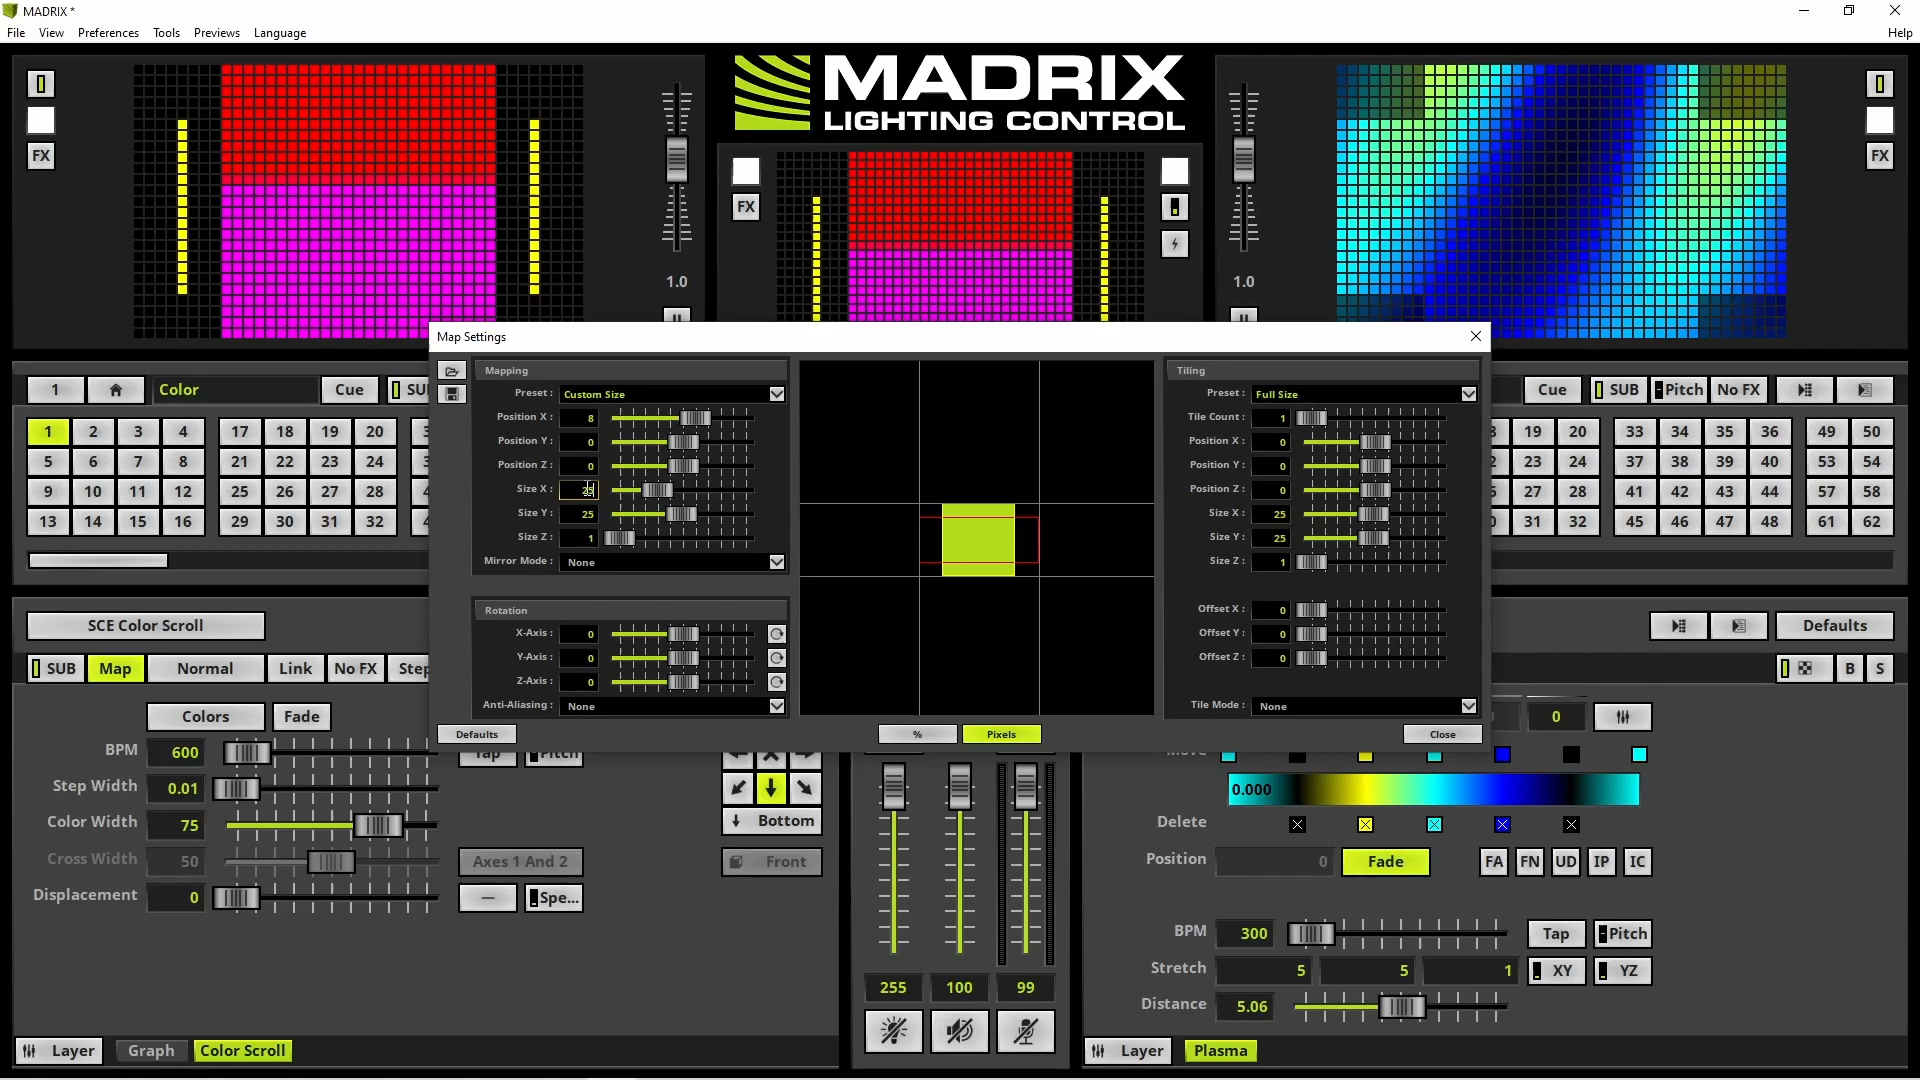 MADRIX *
File View Preferences Tools Previews Language Help
MADRIX
LIGHTING CONTROL
FX FX FX
1.0 1.0
Map Settings
1 Color Cue SU
Cue SUB Pitch No FX
1 2 3 4 17 18 19 20
5 6 7 8 21 22 23 24
9 10 11 12 25 26 27 28
13 14 15 16 29 30 31 32
19 20 33 34 35 36 49 50
23 24 37 38 39 40 53 54
27 28 41 42 43 44 57 58
31 32 45 46 47 48 61 62
Mapping
Preset : Custom Size
Position X : 8
Position Y : 0
Position Z : 0
Size X : 25
Size Y : 25
Size Z : 1
Mirror Mode : None
Rotation
X-Axis : 0
Y-Axis : 0
Z-Axis : 0
Anti-Aliasing : None
Defaults % Pixels Close
Tiling
Preset : Full Size
Tile Count : 1
Position X : 0
Position Y : 0
Position Z : 0
Size X : 25
Size Y : 25
Size Z : 1
Offset X : 0
Offset Y : 0
Offset Z : 0
Tile Mode : None
SCE Color Scroll
SUB Map Normal Link No FX Step
Colors Fade
BPM 600 Tap Pitch
Step Width 0.01
Color Width 75
Cross Width 50 Axes 1 And 2
Displacement 0 Spe...
Bottom
Front
Layer Graph Color Scroll
255 100 99
Defaults
B S
0
Move
0.000
Delete
Position 0 Fade FA FN UD IP IC
BPM 300 Tap Pitch
Stretch 5 5 1 XY YZ
Distance 5.06
Layer Plasma